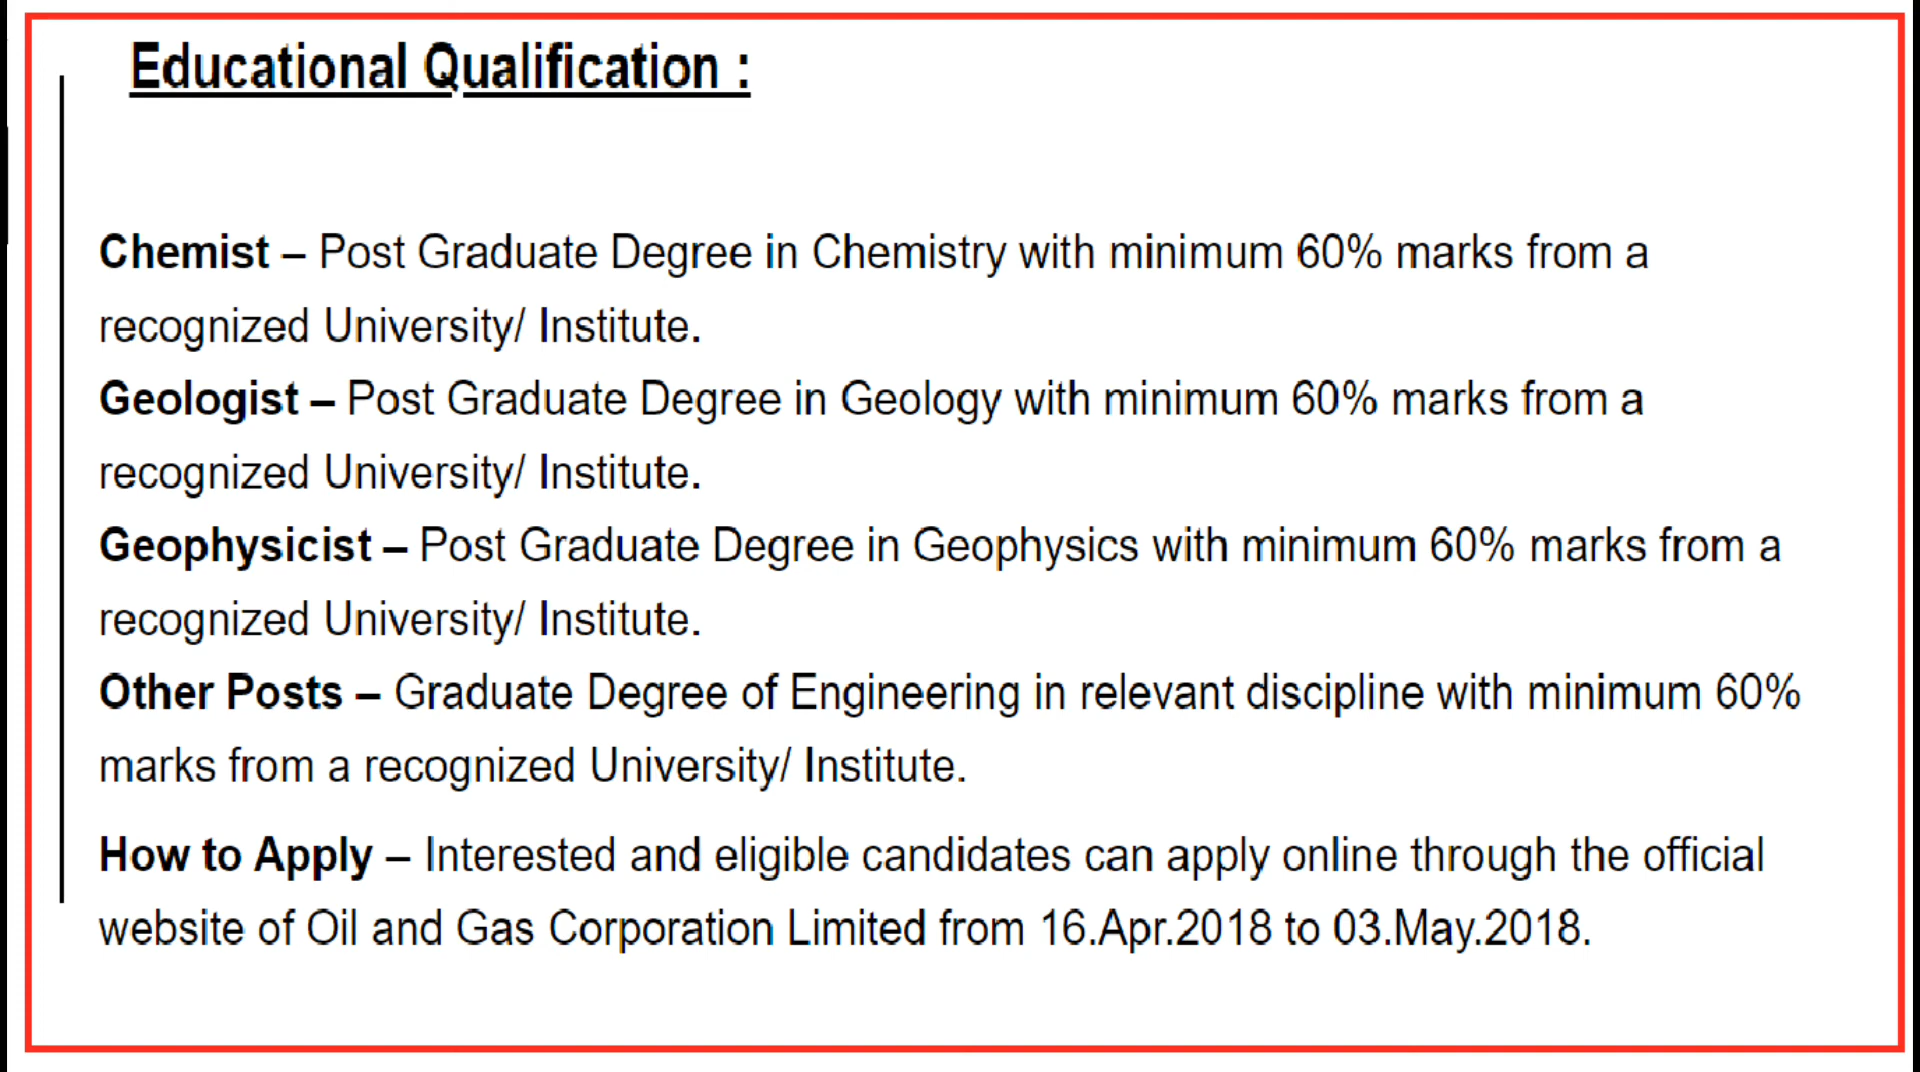 Educational Qualification :
Chemist – Post Graduate Degree in Chemistry with minimum 60% marks from a
recognized University/ Institute.
Geologist – Post Graduate Degree in Geology with minimum 60% marks from a
recognized University/ Institute.
Geophysicist – Post Graduate Degree in Geophysics with minimum 60% marks from a
recognized University/ Institute.
Other Posts – Graduate Degree of Engineering in relevant discipline with minimum 60%
marks from a recognized University/ Institute.
How to Apply – Interested and eligible candidates can apply online through the official
website of Oil and Gas Corporation Limited from 16.Apr.2018 to 03.May.2018.